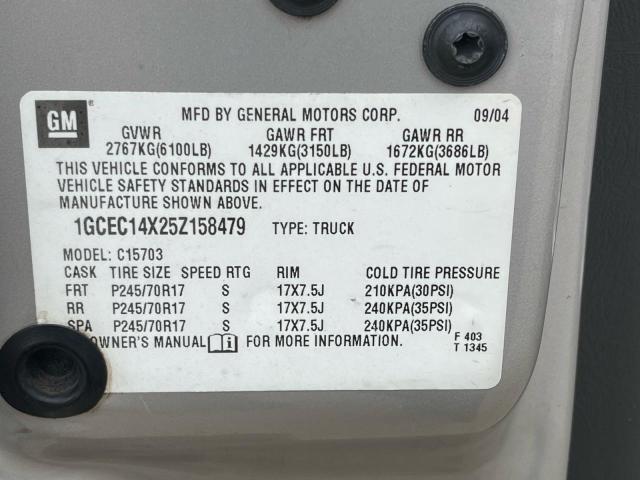 GM
MFD BY GENERAL MOTORS CORP. 09/04
GVWR GAWR FRT GAWR RR
2767KG(6100LB) 1429KG(3150LB) 1672KG(3686LB)
THIS VEHICLE CONFORMS TO ALL APPLICABLE U.S. FEDERAL MOTOR
VEHICLE SAFETY STANDARDS IN EFFECT ON THE DATE OF
MANUFACTURE SHOWN ABOVE.
1GCEC14X25Z158479 TYPE: TRUCK
MODEL: C15703
CASK TIRE SIZE SPEED RTG RIM COLD TIRE PRESSURE
FRT P245/70R17 S 17X7.5J 210KPA(30PSI)
RR P245/70R17 S 17X7.5J 240KPA(35PSI)
SPA P245/70R17 S 17X7.5J 240KPA(35PSI)
OWNER'S MANUAL FOR MORE INFORMATION.
F 403
T 1345